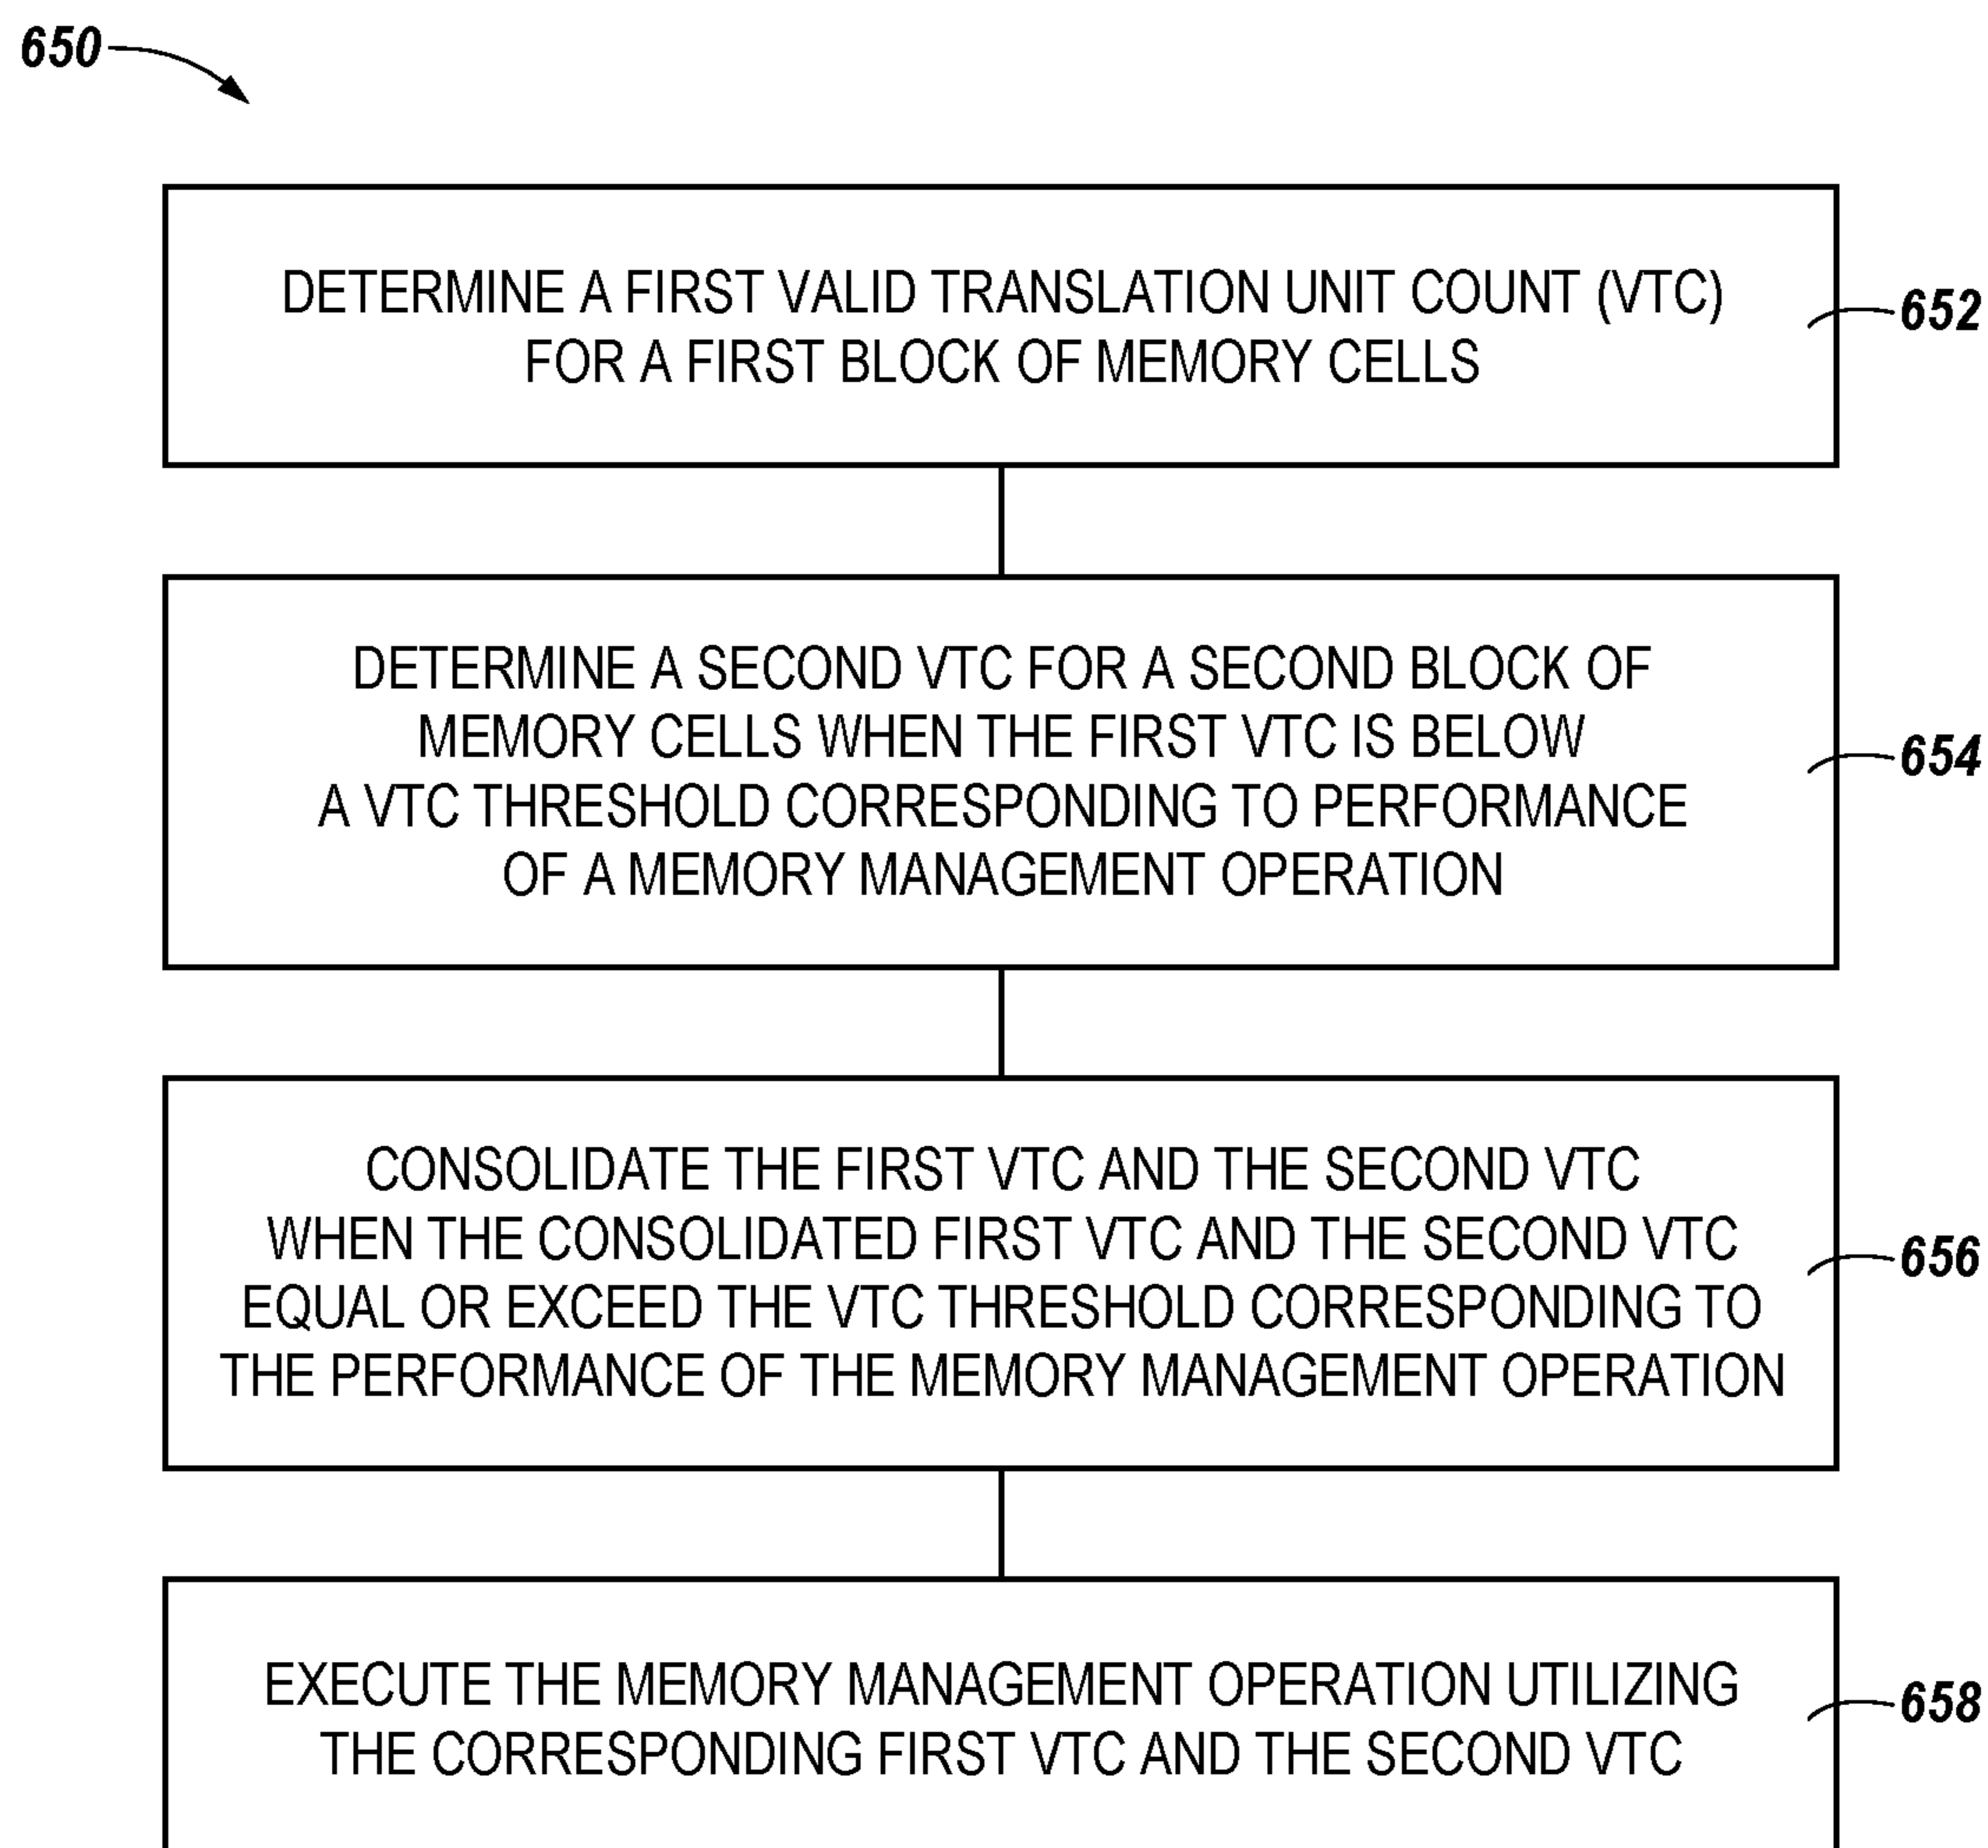 650
DETERMINE A FIRST VALID TRANSLATION UNIT COUNT (VTC)
FOR A FIRST BLOCK OF MEMORY CELLS
652
DETERMINE A SECOND VTC FOR A SECOND BLOCK OF
MEMORY CELLS WHEN THE FIRST VTC IS BELOW
A VTC THRESHOLD CORRESPONDING TO PERFORMANCE
OF A MEMORY MANAGEMENT OPERATION
654
CONSOLIDATE THE FIRST VTC AND THE SECOND VTC
WHEN THE CONSOLIDATED FIRST VTC AND THE SECOND VTC
EQUAL OR EXCEED THE VTC THRESHOLD CORRESPONDING TO
THE PERFORMANCE OF THE MEMORY MANAGEMENT OPERATION
656
EXECUTE THE MEMORY MANAGEMENT OPERATION UTILIZING
THE CORRESPONDING FIRST VTC AND THE SECOND VTC
658